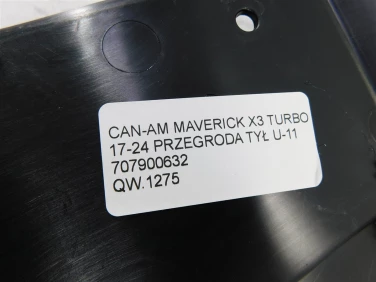 CAN-AM MAVERICK X3 TURBO
17-24 PRZEGRODA TYŁ U-11
707900632
QW.1275